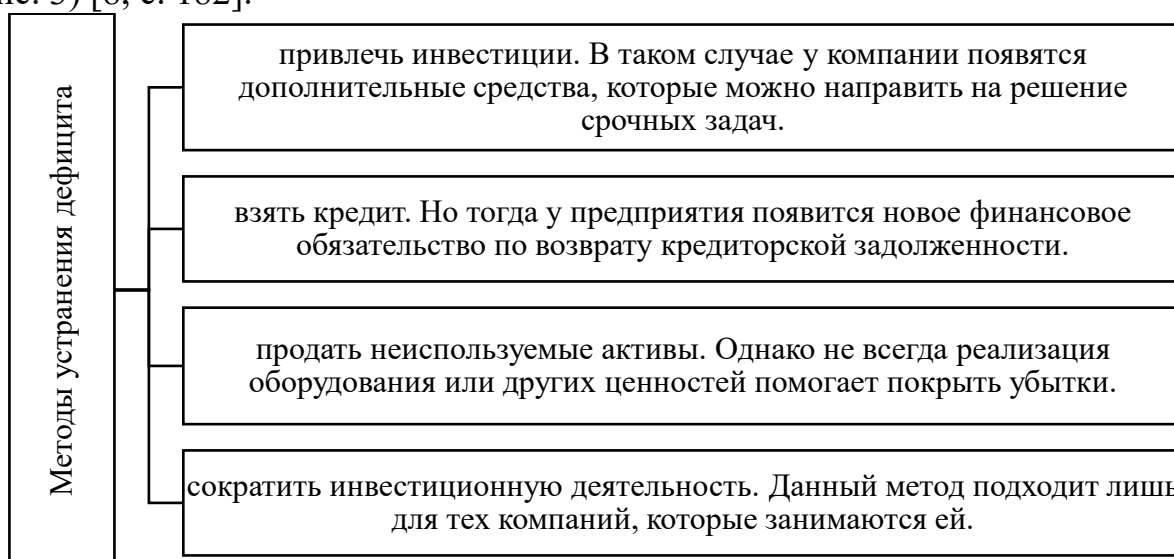 с. 162].
Методы устранения дефицита
привлечь инвестиции. В таком случае у компании появятся
дополнительные средства, которые можно направить на решение
срочных задач.
взять кредит. Но тогда у предприятия появится новое финансовое
обязательство по возврату кредиторской задолженности.
продать неиспользуемые активы. Однако не всегда реализация
оборудования или других ценностей помогает покрыть убытки.
сократить инвестиционную деятельность. Данный метод подходит лишь
для тех компаний, которые занимаются ей.